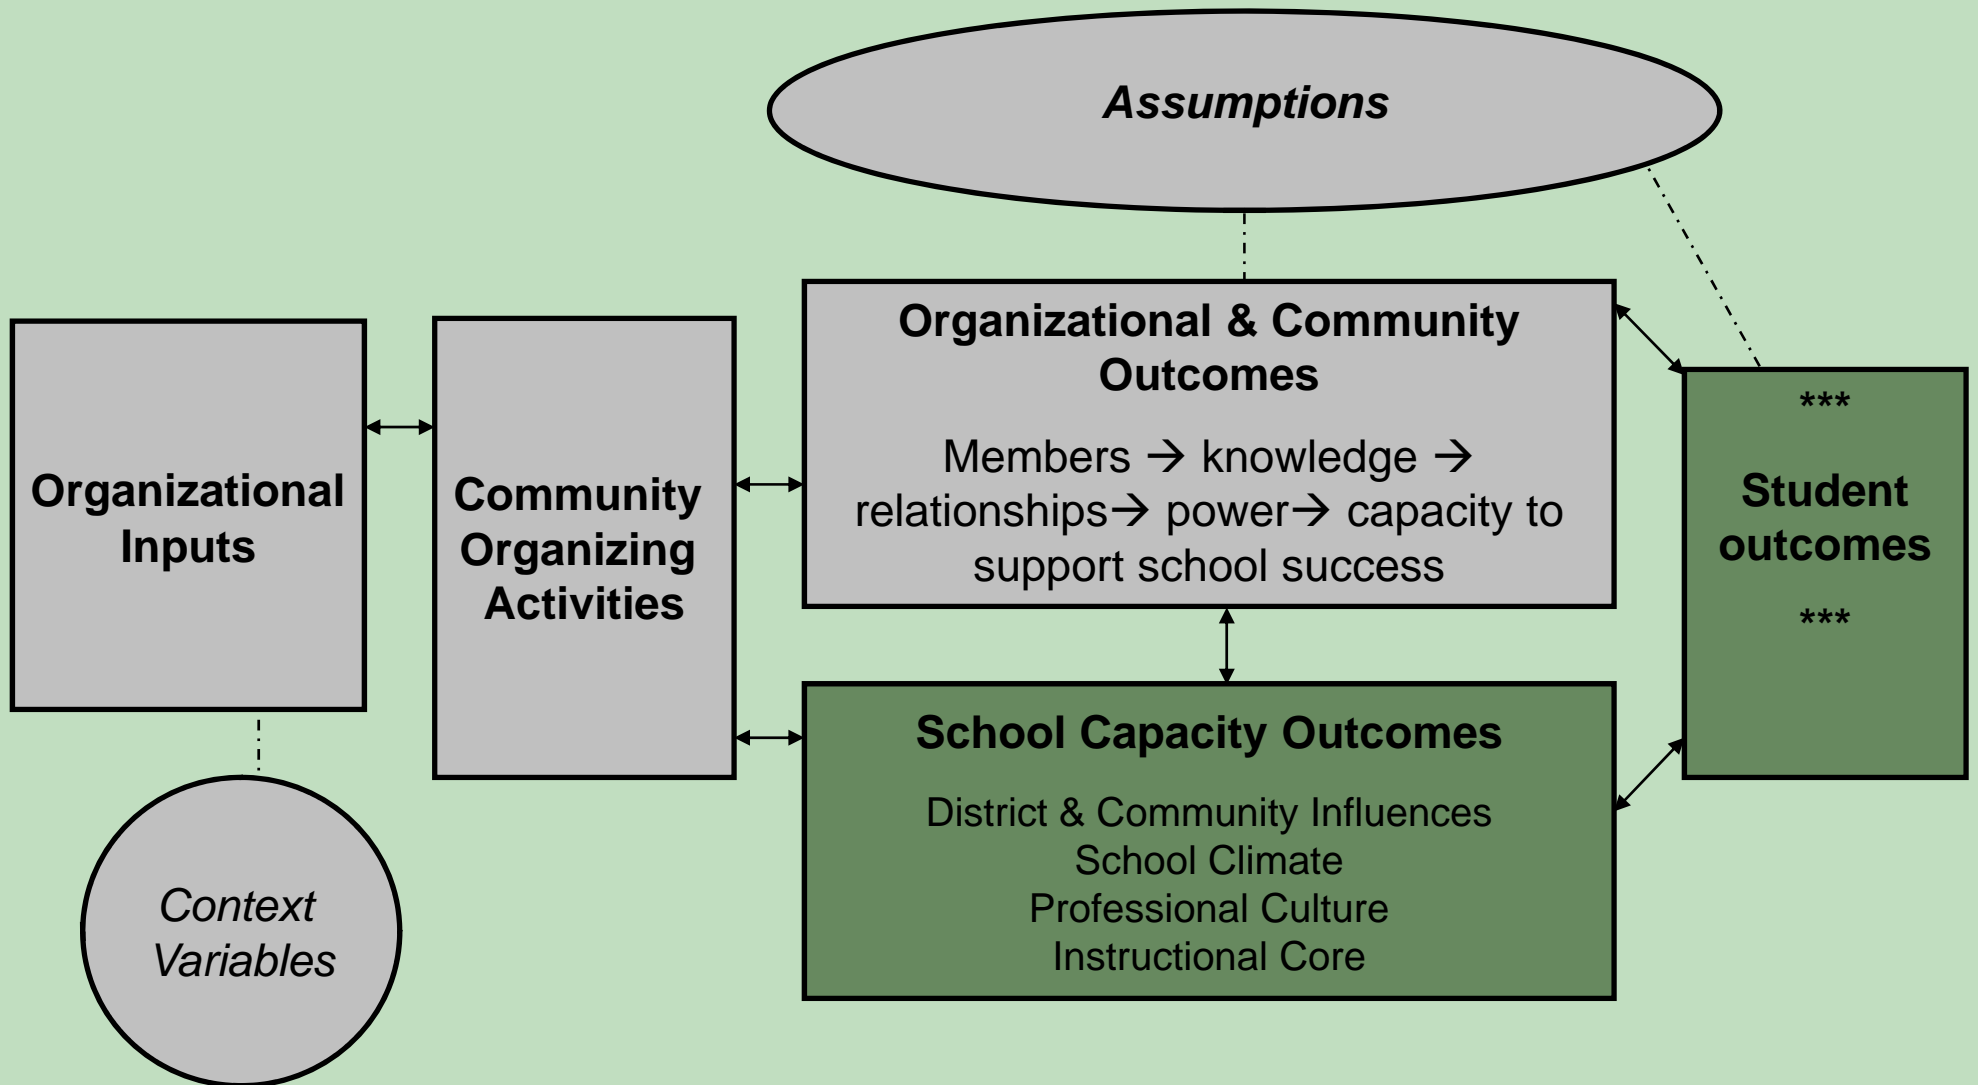 Assumptions
Organizational
Inputs
Community
Organizing
Activities
Organizational & Community
Outcomes
Members → knowledge →
relationships→ power→ capacity to
support school success
***
Student
outcomes
***
School Capacity Outcomes
District & Community Influences
School Climate
Professional Culture
Instructional Core
Context
Variables